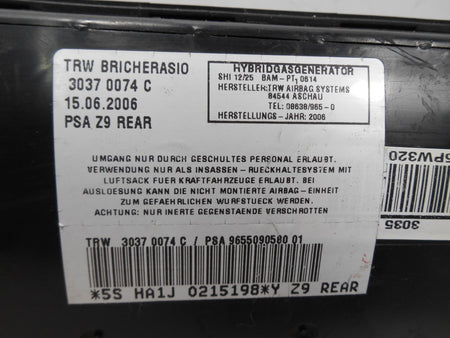 TRW BRICHERASIO
3037 0074 C
15.06.2006
PSA Z9 REAR
HYBRIDGASGENERATOR
SHI 12/25 BAM - PT1 0614
HERSTELLER:TRW AIRBAG SYSTEMS
84544 ASCHAU
TEL: 08638/965-0
HERSTELLUNGS - JAHR: 2006
UMGANG NUR DURCH GESCHULTES PERSONAL ERLAUBT.
VERWENDUNG NUR ALS INSASSEN - RUECKHALTESYSTEM MIT
LUFTSACK FUER KRAFTFAHRZEUGE ERLAUBT. BEI
AUSLOESUNG KANN DIE NICHT MONTIERTE AIRBAG - EINHEIT
ZUM GEFAEHRLICHEN WURFSTUECK WERDEN.
ACHTUNG: NUR INERTE GEGENSTAENDE VERSCHROTTEN
TRW 3037 0074 C / PSA 9655090580 01
*5S HA1J 0215198*Y Z9 REAR
5PW320
3035